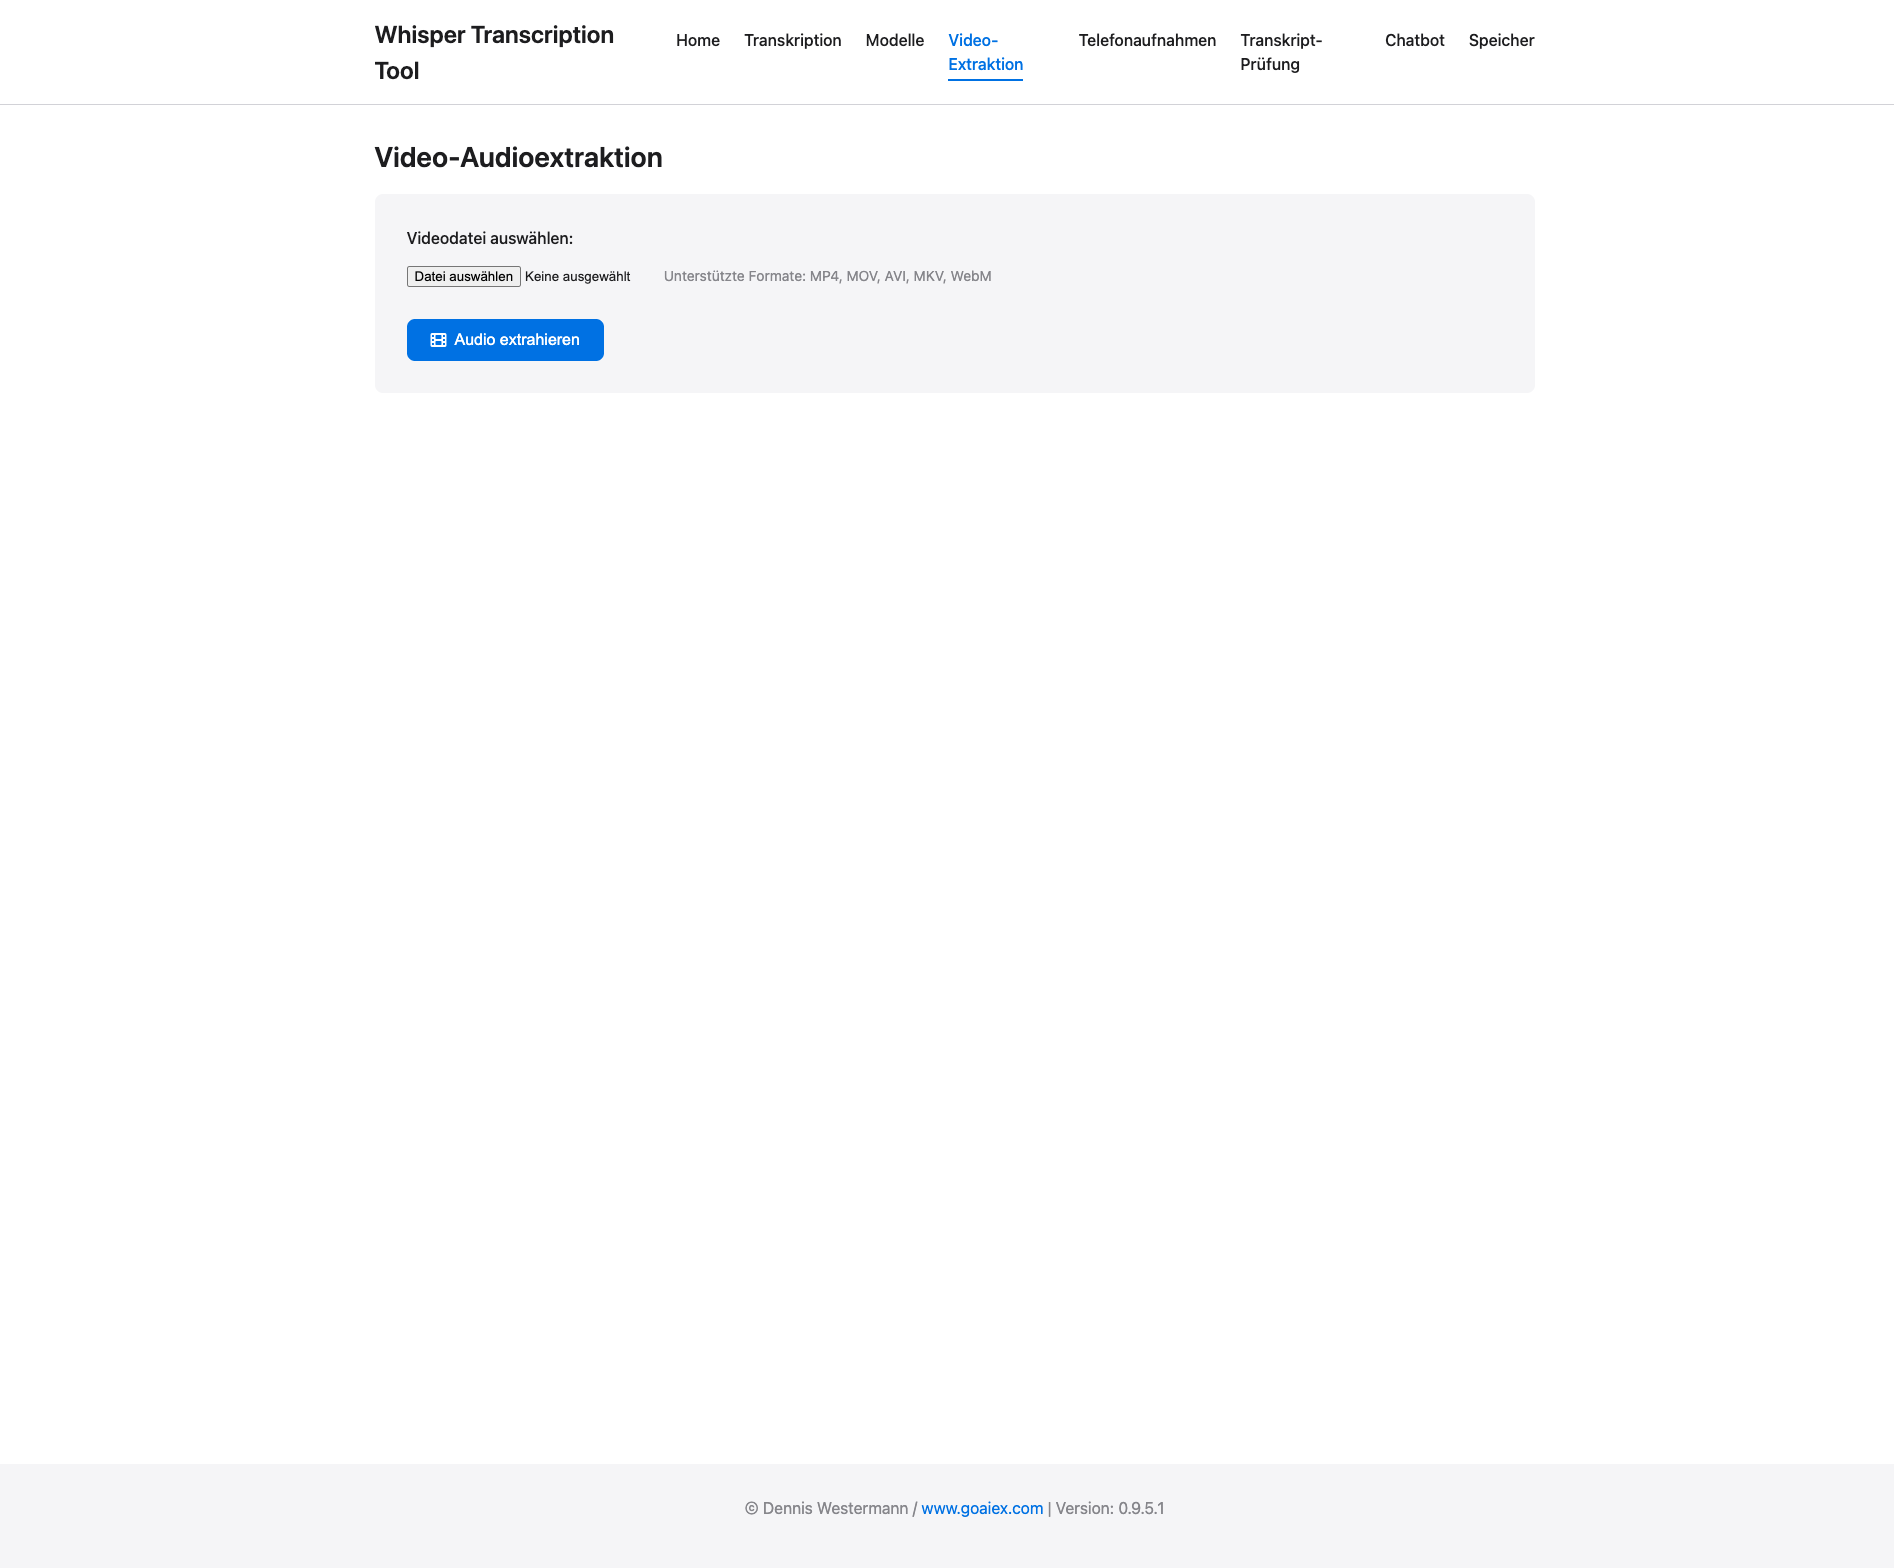 Whisper Transcription
Tool
Home
Transkription
Modelle
Video-
Extraktion
Telefonaufnahmen
Transkript-
Prüfung
Chatbot
Speicher
Video-Audioextraktion
Videodatei auswählen:
Datei auswählen Keine ausgewählt
Unterstützte Formate: MP4, MOV, AVI, MKV, WebM
Audio extrahieren
© Dennis Westermann / www.goaiex.com | Version: 0.9.5.1